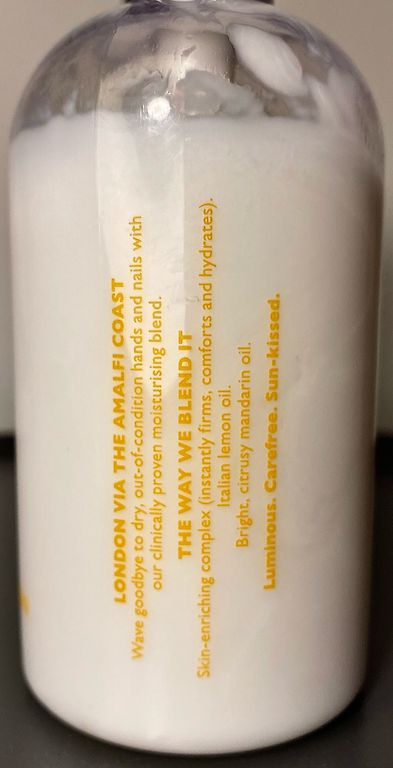 LONDON VIA THE AMALFI COAST
Wave goodbye to dry, out-of-condition hands and nails with
our clinically proven moisturising blend.
THE WAY WE BLEND IT
Skin-enriching complex (instantly firms, comforts and hydrates).
Italian lemon oil.
Bright, citrusy mandarin oil.
Luminous. Carefree. Sun-kissed.